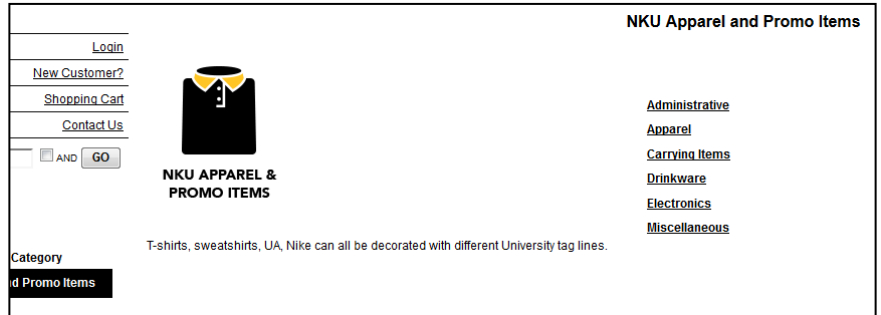 NKU Apparel and Promo Items
Login
New Customer?
Shopping Cart
Contact Us
AND GO
NKU APPAREL &
PROMO ITEMS
Administrative
Apparel
Carrying Items
Drinkware
Electronics
Miscellaneous
T-shirts, sweatshirts, UA, Nike can all be decorated with different University tag lines.
Category
d Promo Items